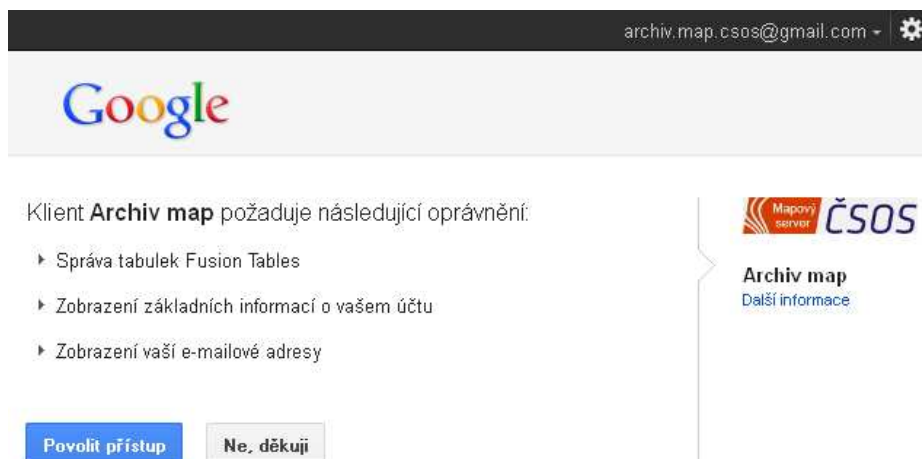 archiv.map.csos@gmail.com
Google
Klient Archiv map požaduje následující oprávnění:
Správa tabulek Fusion Tables
Zobrazení základních informací o vašem účtu
Zobrazení vaší e-mailové adresy
Povolit přístup
Ne, děkuji
Mapový
server
ČSOS
Archiv map
Další informace